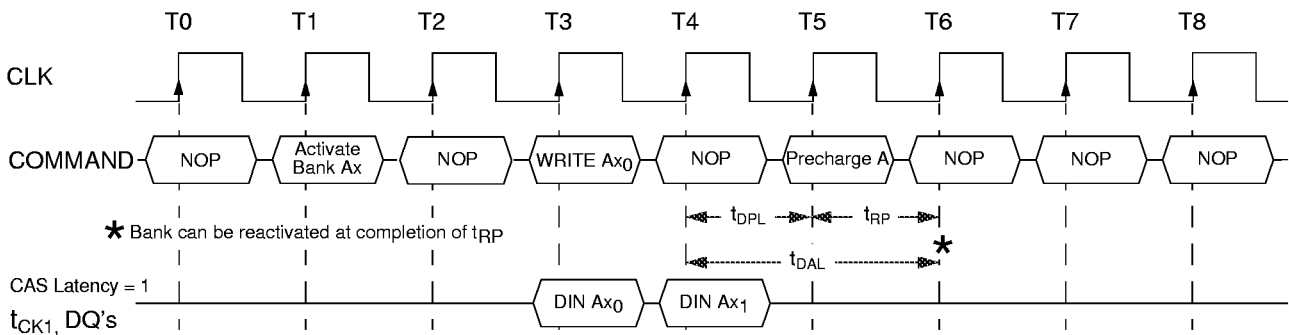 T0 T1 T2 T3 T4 T5 T6 T7 T8
CLK
COMMAND NOP Activate Bank Ax NOP WRITE Ax0 NOP Precharge A NOP NOP NOP
tDPL tRP
* Bank can be reactivated at completion of tRP
*
tDAL
CAS Latency = 1
tCK1, DQ's DIN Ax0 DIN Ax1